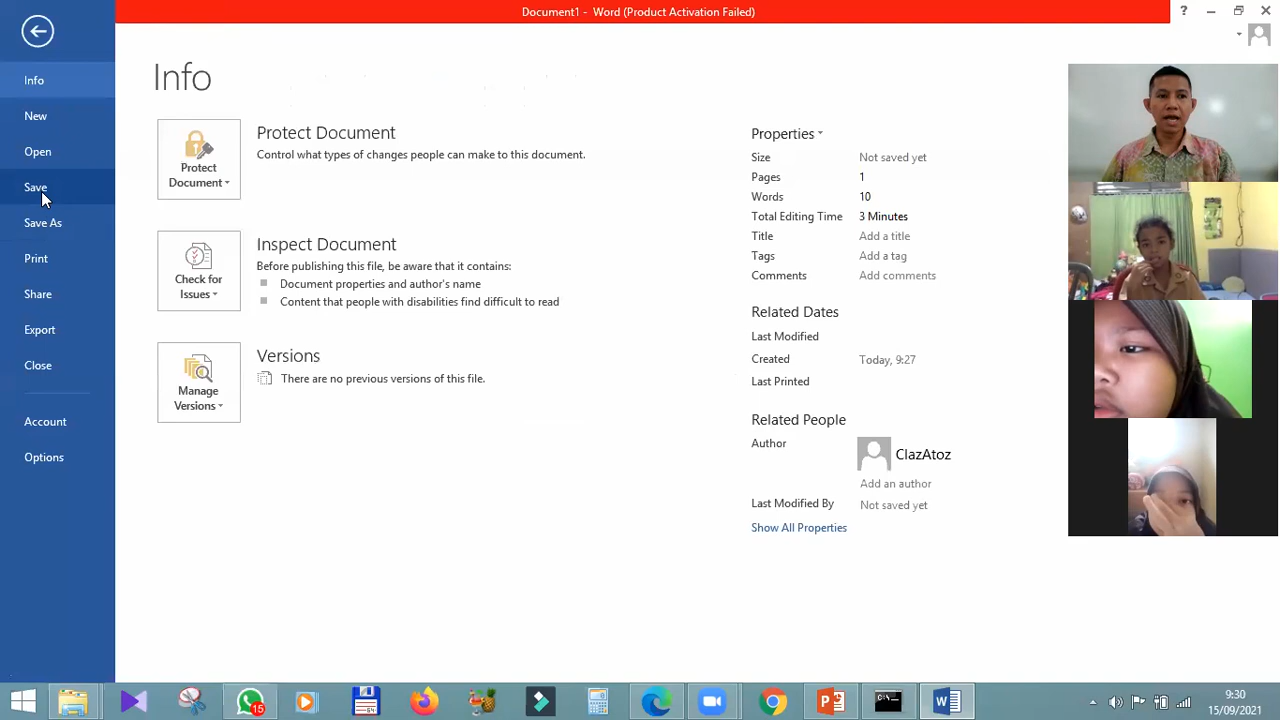 Document1 - Word (Product Activation Failed)
?
Info
New
Open
Save
Save As
Print
Share
Export
Close
Account
Options
Info
Protect Document
Protect Document
Control what types of changes people can make to this document.
Check for Issues
Inspect Document
Before publishing this file, be aware that it contains:
Document properties and author's name
Content that people with disabilities find difficult to read
Manage Versions
Versions
There are no previous versions of this file.
Properties
Size Not saved yet
Pages 1
Words 10
Total Editing Time 3 Minutes
Title Add a title
Tags Add a tag
Comments Add comments
Related Dates
Last Modified
Created Today, 9:27
Last Printed
Related People
Author ClazAtoz
Add an author
Last Modified By Not saved yet
Show All Properties
15
9:30
15/09/2021